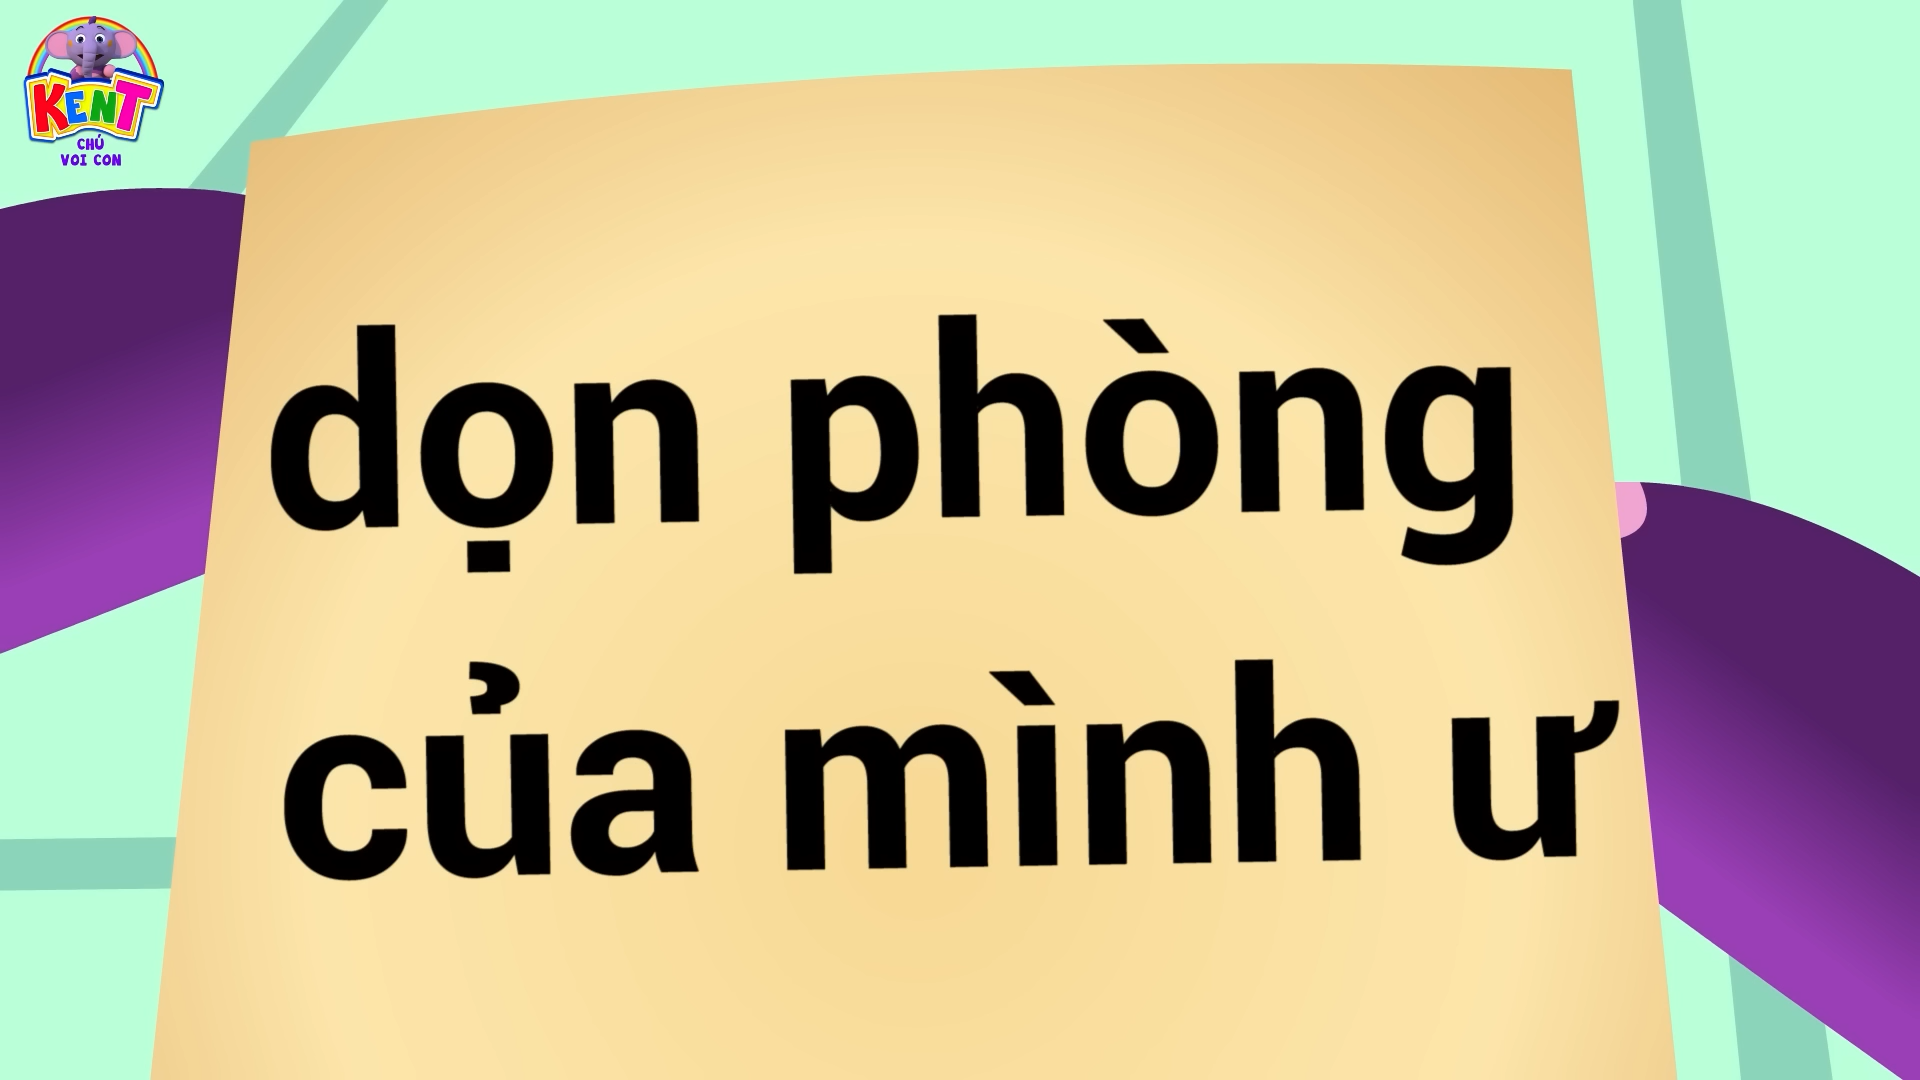 KENT
CHÚ
VOI CON
dọn phòng
của mình ư